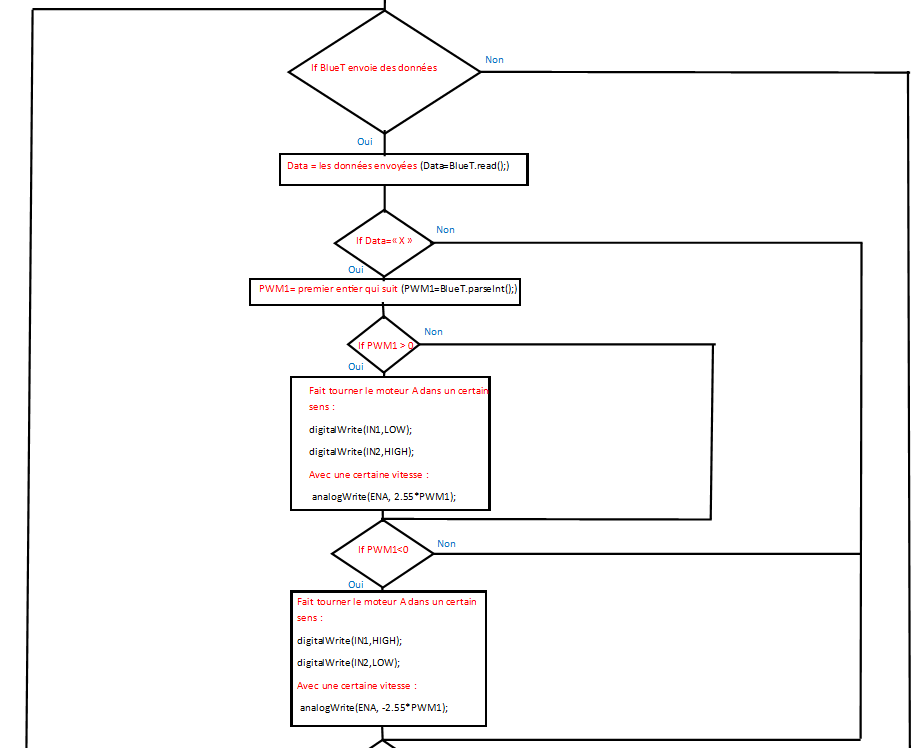 If BlueT envoie des données
Non
Oui
Data = les données envoyées (Data=BlueT.read();)
If Data=« X »
Non
Oui
PWM1= premier entier qui suit (PWM1=BlueT.parseInt();)
If PWM1 > 0
Non
Oui
Fait tourner le moteur A dans un certain
sens :
digitalWrite(IN1,LOW);
digitalWrite(IN2,HIGH);
Avec une certaine vitesse :
analogWrite(ENA, 2.55*PWM1);
If PWM1<0
Non
Oui
Fait tourner le moteur A dans un certain
sens :
digitalWrite(IN1,HIGH);
digitalWrite(IN2,LOW);
Avec une certaine vitesse :
analogWrite(ENA, -2.55*PWM1);